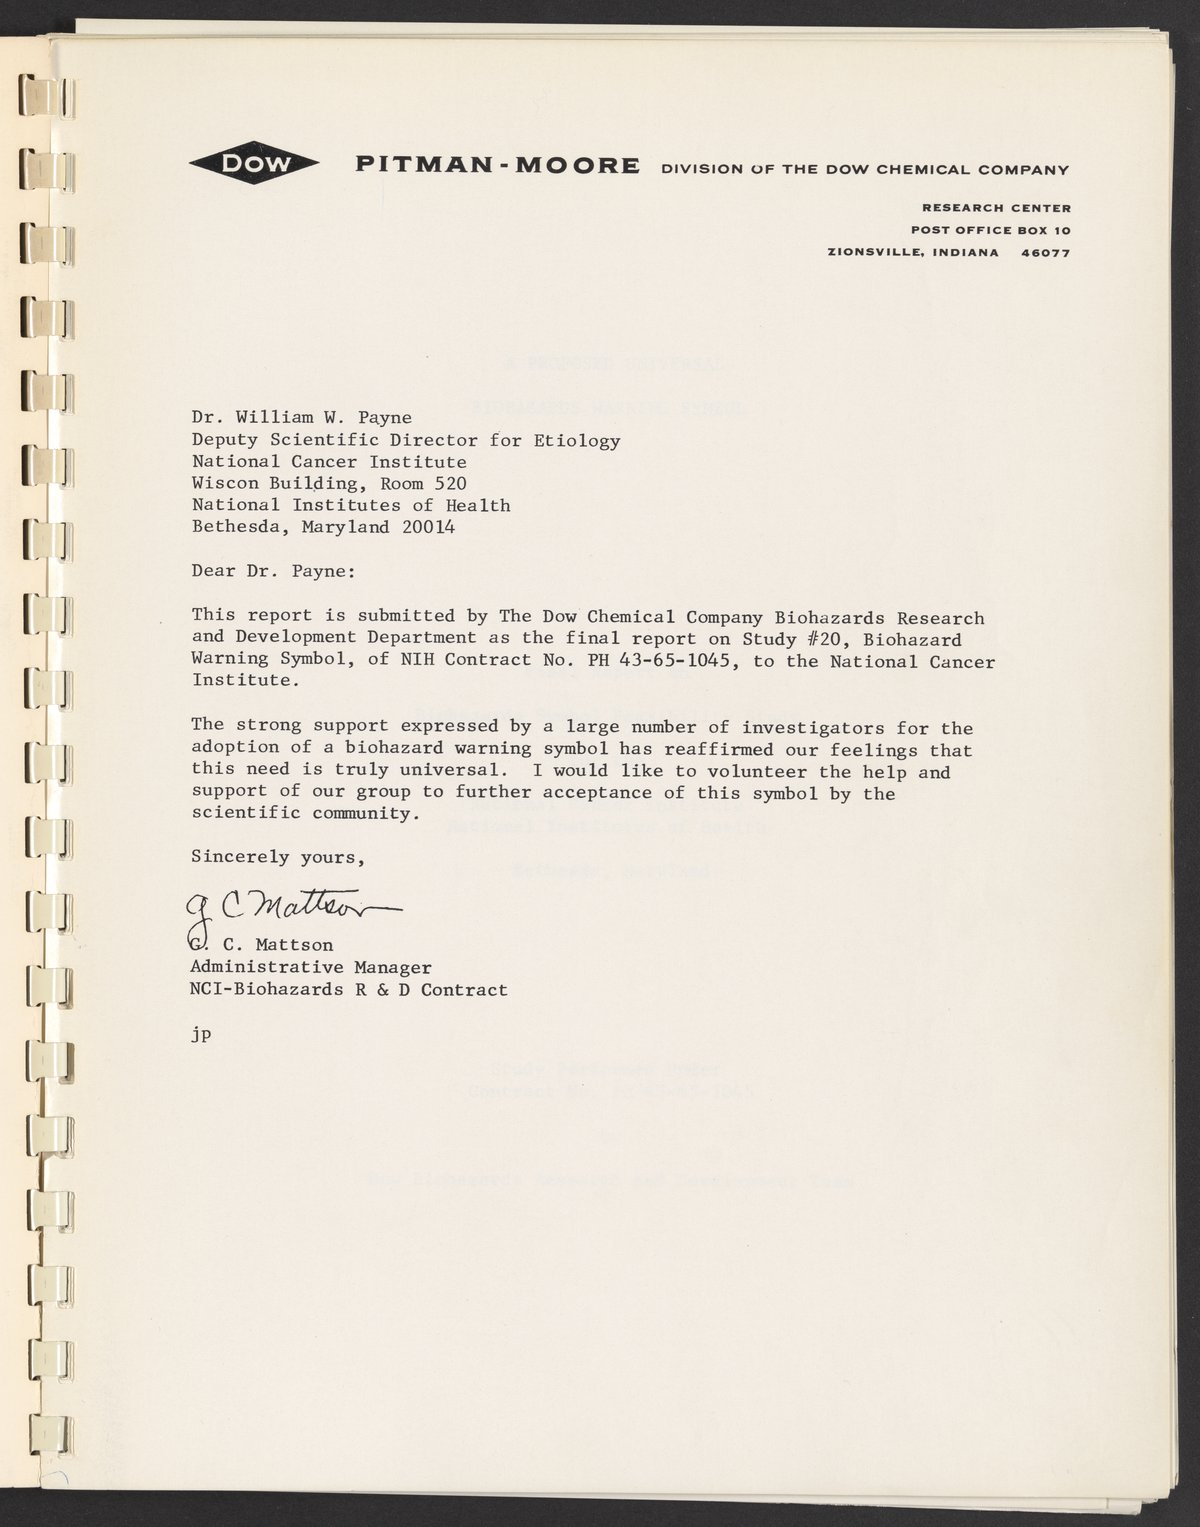 DOW
PITMAN-MOORE DIVISION OF THE DOW CHEMICAL COMPANY
RESEARCH CENTER
POST OFFICE BOX 10
ZIONSVILLE, INDIANA 46077
Dr. William W. Payne
Deputy Scientific Director for Etiology
National Cancer Institute
Wiscon Building, Room 520
National Institutes of Health
Bethesda, Maryland 20014
Dear Dr. Payne:
This report is submitted by The Dow Chemical Company Biohazards Research
and Development Department as the final report on Study #20, Biohazard
Warning Symbol, of NIH Contract No. PH 43-65-1045, to the National Cancer
Institute.
The strong support expressed by a large number of investigators for the
adoption of a biohazard warning symbol has reaffirmed our feelings that
this need is truly universal. I would like to volunteer the help and
support of our group to further acceptance of this symbol by the
scientific community.
Sincerely yours,
G C Mattson
G. C. Mattson
Administrative Manager
NCI-Biohazards R & D Contract
jp